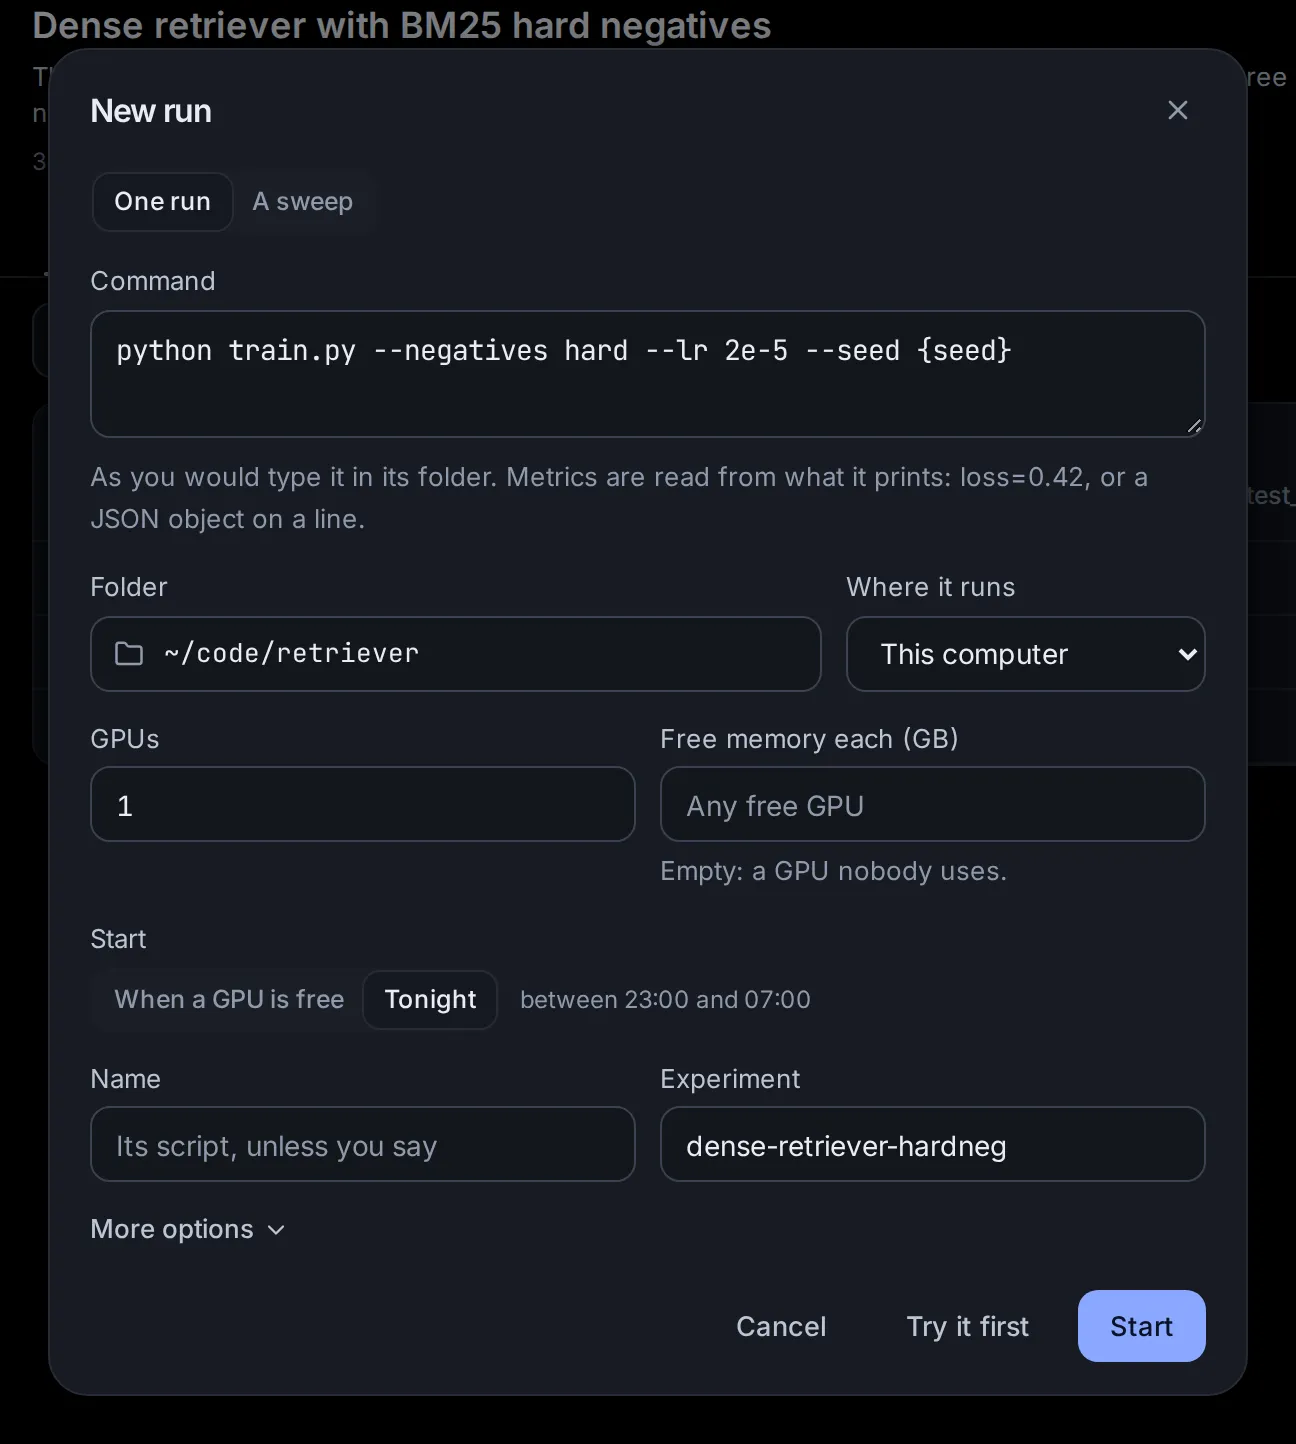 Dense retriever with BM25 hard negatives
ree
New run
One run
A sweep
Command
python train.py --negatives hard --lr 2e-5 --seed {seed}
As you would type it in its folder. Metrics are read from what it prints: loss=0.42, or a
JSON object on a line.
test_
Folder
Where it runs
~/code/retriever
This computer
GPUs
Free memory each (GB)
1
Any free GPU
Empty: a GPU nobody uses.
Start
When a GPU is free
Tonight
between 23:00 and 07:00
Name
Experiment
Its script, unless you say
dense-retriever-hardneg
More options
Cancel
Try it first
Start